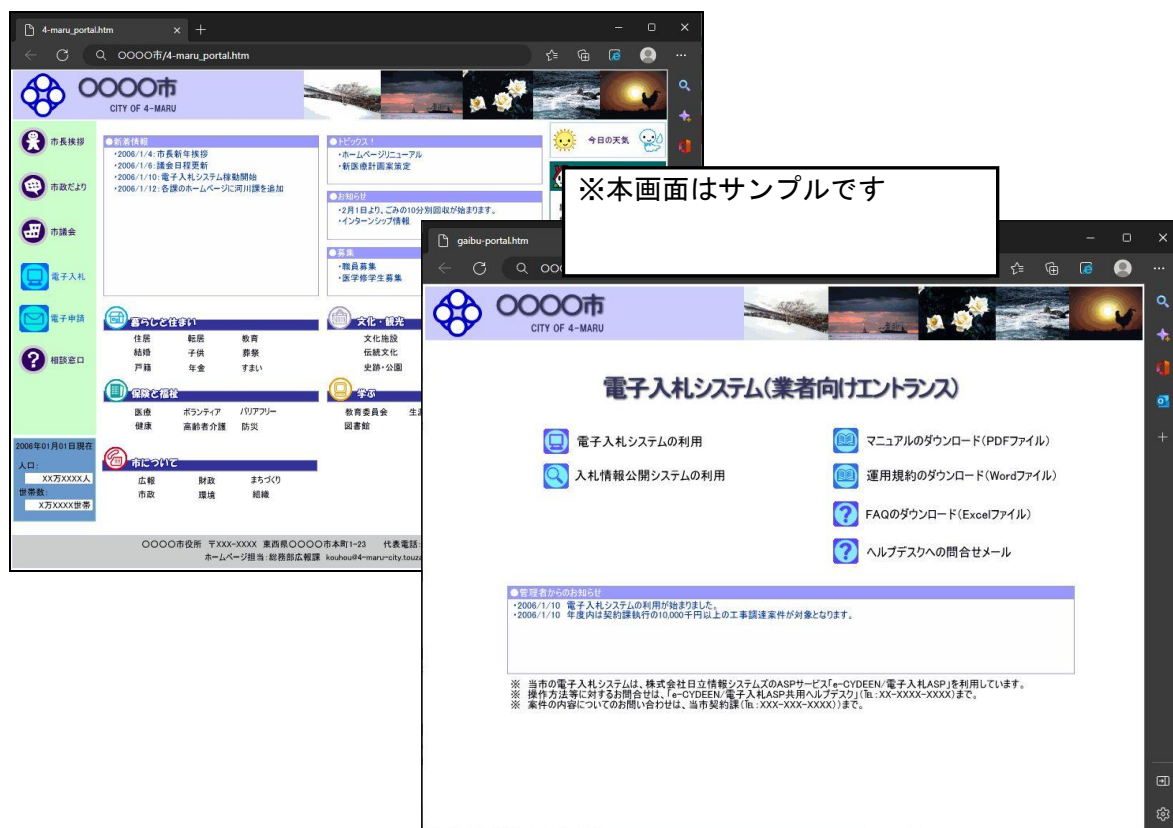 4-maru_portal.htm
○○○○市/4-maru_portal.htm
○○○○市
CITY OF 4-MARU
市長挨拶
市政だより
市議会
電子入札
電子申請
相談窓口
●新着情報
・2006/1/4:市長新年挨拶
・2006/1/6:議会日程更新
・2006/1/10:電子入札システム稼動開始
・2006/1/12:各課のホームページに河川課を追加
●トピックス!
・ホームページリニューアル
・新医療計画案策定
●お知らせ
・2月1日より、ごみの10分別回収が始まります。
・インターンシップ情報
●募集
・職員募集
・医学修学生募集
今日の天気
暮らしと住まい
住居 転居 教育
結婚 子供 葬祭
戸籍 年金 すまい
文化・観光
文化施設
伝統文化
史跡・公園
保険と福祉
医療 ボランティア バリアフリー
健康 高齢者介護 防災
学ぶ
教育委員会
図書館
市について
広報 財政 まちづくり
市政 環境 組織
2006年01月01日現在
人口:
XX万XXXX人
世帯数:
X万XXXX世帯
○○○○市役所 〒XXX-XXXX 東西県○○○○市本町1-23 代表電話:
ホームページ担当:総務部広報課 kouhou@4-maru-city.touza
※本画面はサンプルです
gaibu-portal.htm
○○○○市
CITY OF 4-MARU
電子入札システム(業者向けエントランス)
電子入札システムの利用
入札情報公開システムの利用
マニュアルのダウンロード(PDFファイル)
運用規約のダウンロード(Wordファイル)
FAQのダウンロード(Excelファイル)
ヘルプデスクへの問合せメール
●管理者からのお知らせ
・2006/1/10 電子入札システムの利用が始まりました。
・2006/1/10 年度内は契約課執行の10,000千円以上の工事調達案件が対象となります。
※ 当市の電子入札システムは、株式会社日立情報システムズのASPサービス「e-CYDEEN/電子入札ASP」を利用しています。
※ 操作方法等に対するお問合せは、「e-CYDEEN/電子入札ASP共用ヘルプデスク」(℡:XX-XXXX-XXXX)まで。
※ 案件の内容についてのお問い合わせは、当市契約課(℡:XXX-XXX-XXXX))まで。